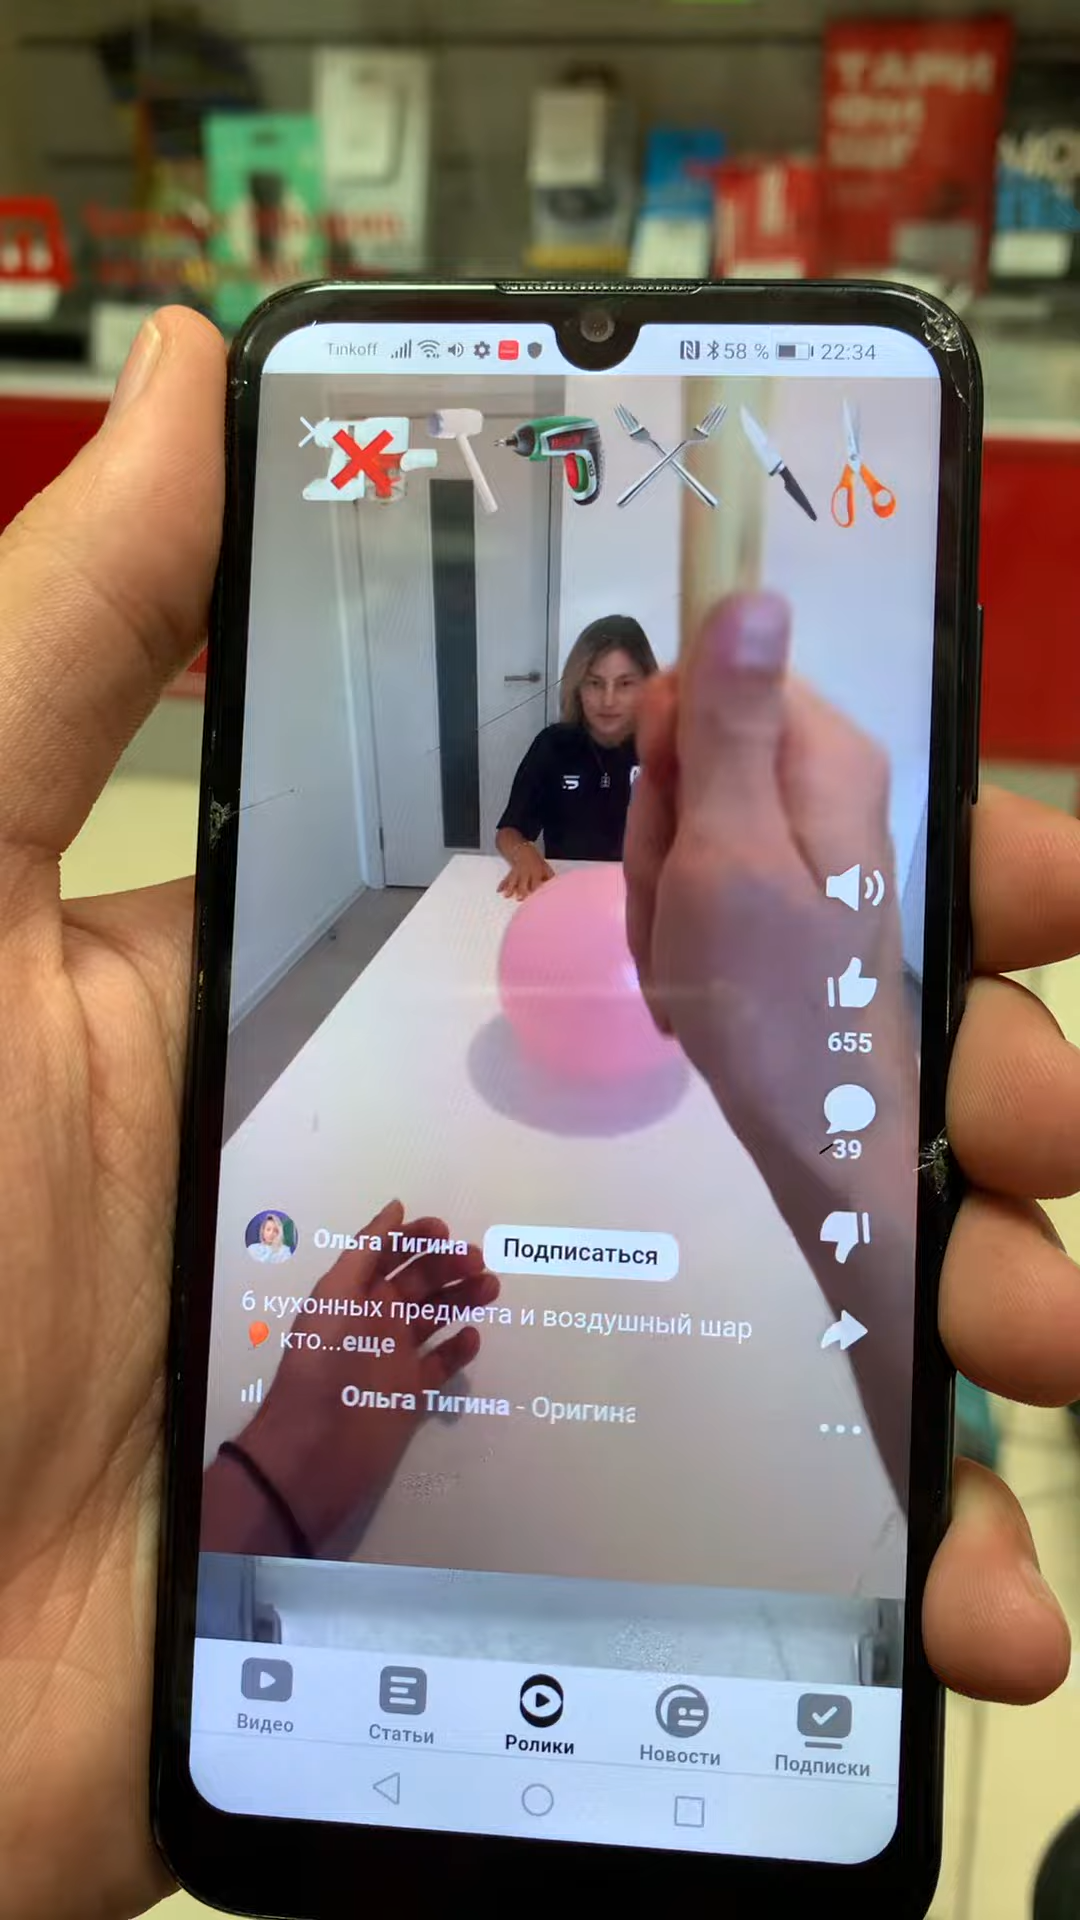 ТАРИ
Tinkoff
58 %
22:34
655
39
Ольга Тигина
Подписаться
6 кухонных предмета и воздушный шар
кто...еще
Ольга Тигина - Оригина
Видео
Статьи
Ролики
Новости
Подписки